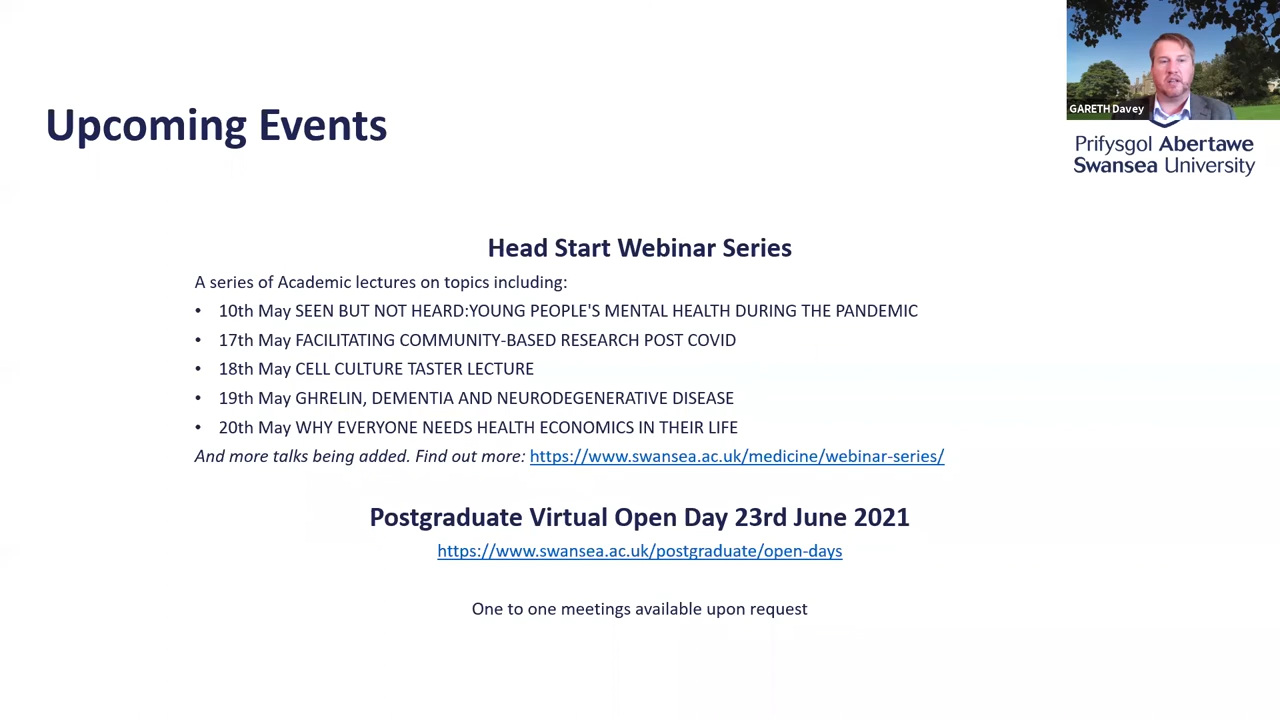 GARETH Davey
Prifysgol Abertawe
Swansea University
Upcoming Events
Head Start Webinar Series
A series of Academic lectures on topics including:
• 10th May SEEN BUT NOT HEARD:YOUNG PEOPLE'S MENTAL HEALTH DURING THE PANDEMIC
• 17th May FACILITATING COMMUNITY-BASED RESEARCH POST COVID
• 18th May CELL CULTURE TASTER LECTURE
• 19th May GHRELIN, DEMENTIA AND NEURODEGENERATIVE DISEASE
• 20th May WHY EVERYONE NEEDS HEALTH ECONOMICS IN THEIR LIFE
And more talks being added. Find out more: https://www.swansea.ac.uk/medicine/webinar-series/
Postgraduate Virtual Open Day 23rd June 2021
https://www.swansea.ac.uk/postgraduate/open-days
One to one meetings available upon request